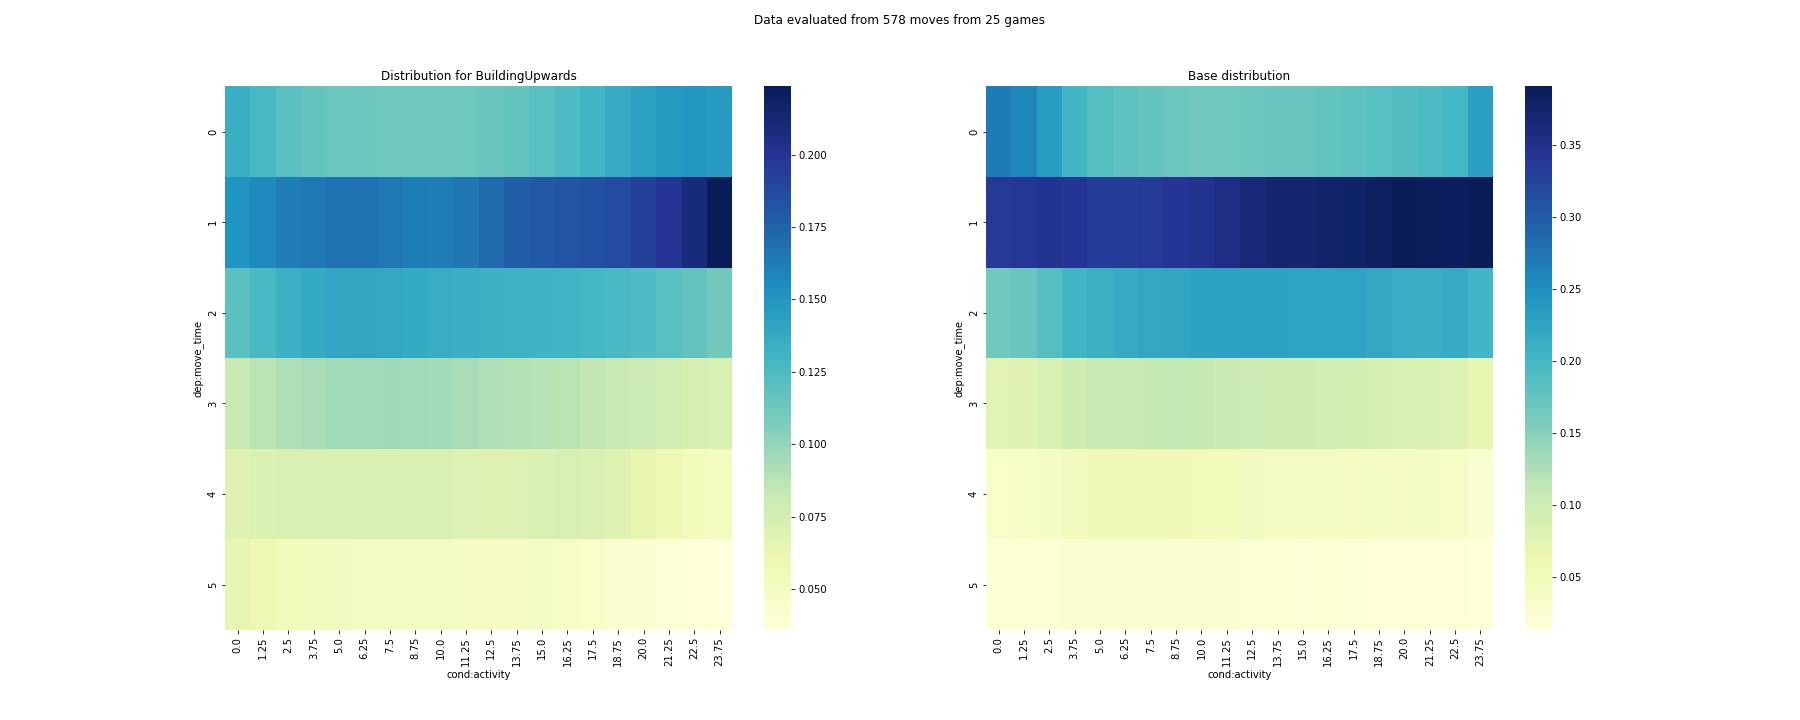 Data evaluated from 578 moves from 25 games
Distribution for BuildingUpwards
dep:move_time
0
1
2
3
4
5
0.0 1.25 2.5 3.75 5.0 6.25 7.5 8.75 10.0 11.25 12.5 13.75 15.0 16.25 17.5 18.75 20.0 21.25 22.5 23.75
cond:activity
0.200
0.175
0.150
0.125
0.100
0.075
0.050
Base distribution
dep:move_time
0
1
2
3
4
5
0.0 1.25 2.5 3.75 5.0 6.25 7.5 8.75 10.0 11.25 12.5 13.75 15.0 16.25 17.5 18.75 20.0 21.25 22.5 23.75
cond:activity
0.35
0.30
0.25
0.20
0.15
0.10
0.05